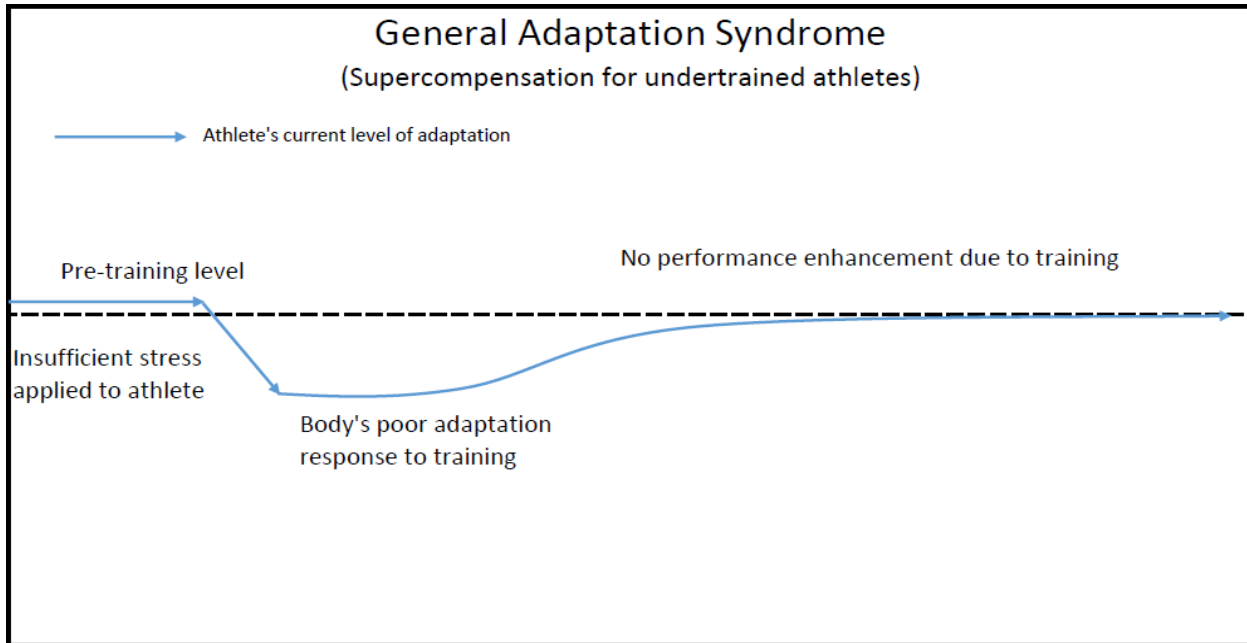 General Adaptation Syndrome
(Supercompensation for undertrained athletes)
Athlete's current level of adaptation
No performance enhancement due to training
Pre-training level
Insufficient stress
applied to athlete
Body's poor adaptation
response to training